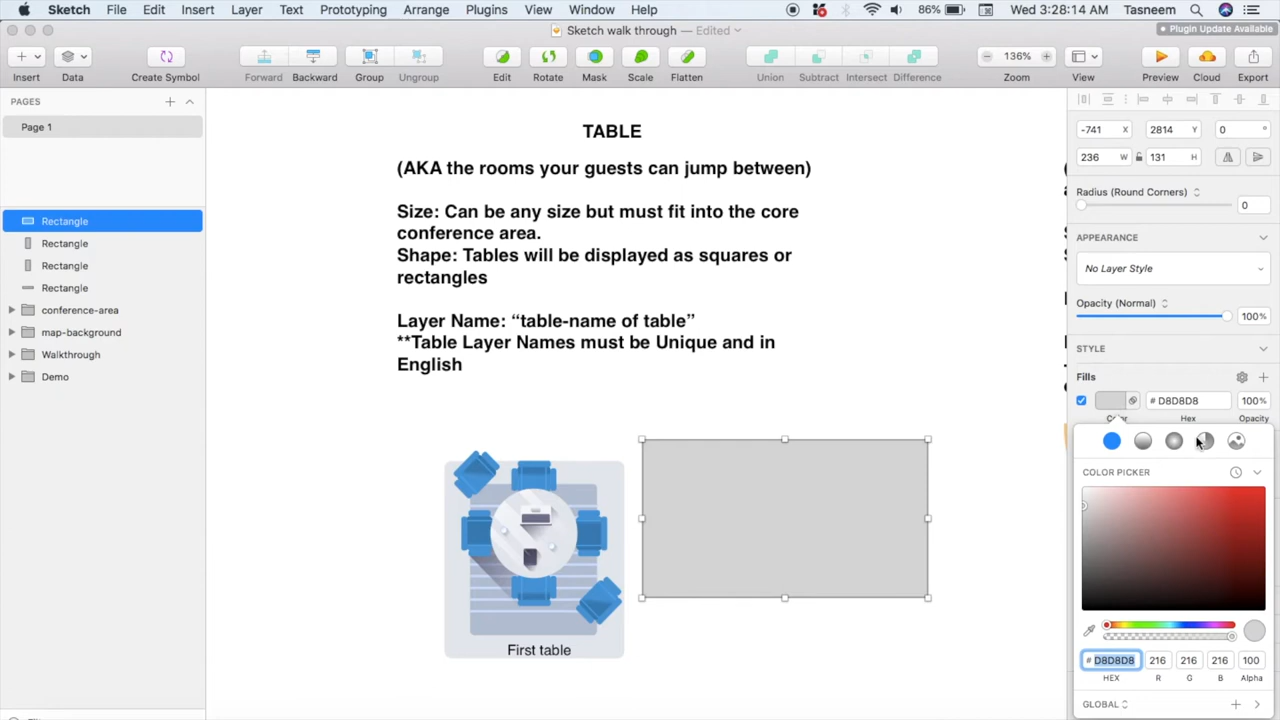 Sketch File Edit Insert Layer Text Prototyping Arrange Plugins View Window Help 86% Wed 3:28:14 AM Tasneem
Sketch walk through — Edited
Plugin Update Available
136%
Insert Data Create Symbol Forward Backward Group Ungroup Edit Rotate Mask Scale Flatten Union Subtract Intersect Difference Zoom View Preview Cloud Export
PAGES
Page 1
Rectangle
Rectangle
Rectangle
Rectangle
conference-area
map-background
Walkthrough
Demo
TABLE
(AKA the rooms your guests can jump between)
Size: Can be any size but must fit into the core
conference area.
Shape: Tables will be displayed as squares or
rectangles
Layer Name: “table-name of table”
**Table Layer Names must be Unique and in
English
First table
-741 X 2814 Y 0 °
236 W 131 H
Radius (Round Corners)
0
APPEARANCE
No Layer Style
Opacity (Normal)
100%
STYLE
Fills
# D8D8D8 100%
Color Hex Opacity
COLOR PICKER
# D8D8D8 216 216 216 100
HEX R G B Alpha
GLOBAL